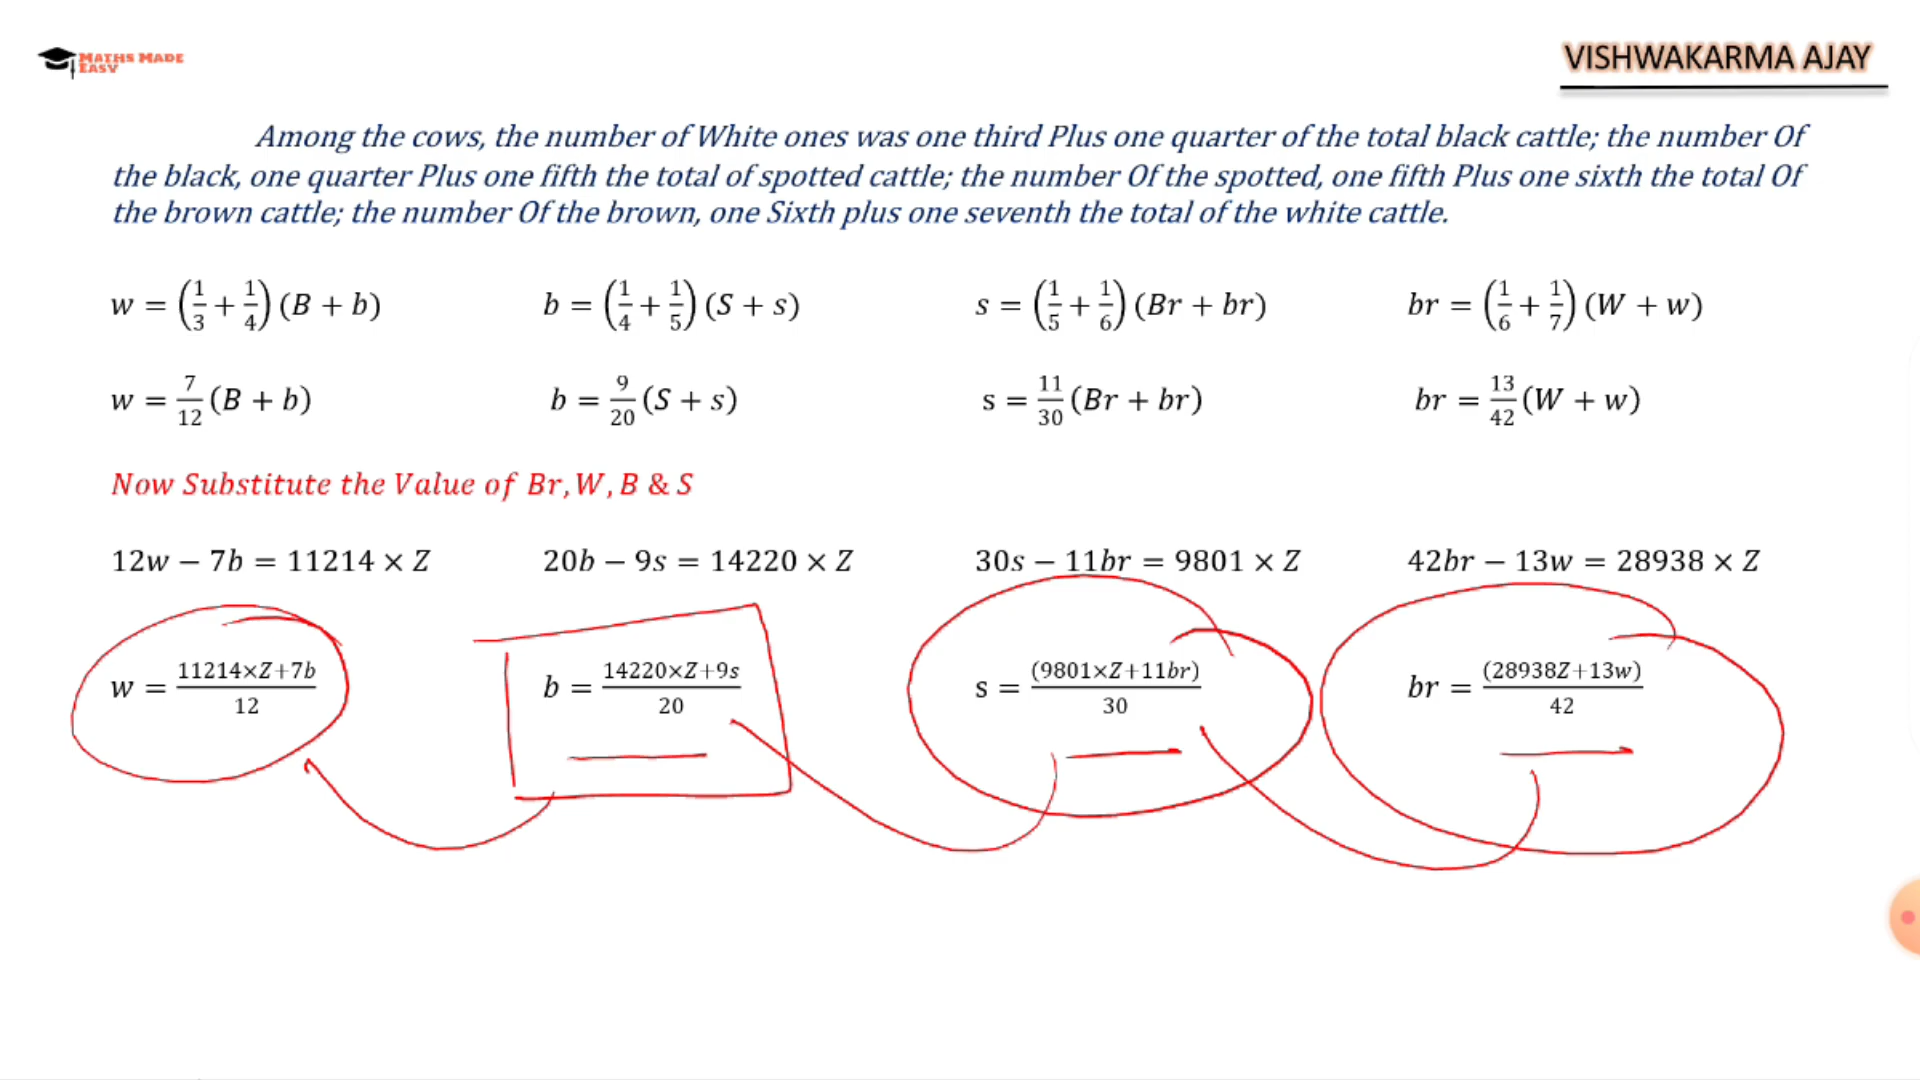 MATHS MADE
EASY
VISHWAKARMA AJAY
Among the cows, the number of White ones was one third Plus one quarter of the total black cattle; the number Of
the black, one quarter Plus one fifth the total of spotted cattle; the number Of the spotted, one fifth Plus one sixth the total Of
the brown cattle; the number Of the brown, one Sixth plus one seventh the total of the white cattle.
w = (1/3 + 1/4) (B + b) b = (1/4 + 1/5) (S + s) s = (1/5 + 1/6) (Br + br) br = (1/6 + 1/7) (W + w)
w = 7/12 (B + b) b = 9/20 (S + s) s = 11/30 (Br + br) br = 13/42 (W + w)
Now Substitute the Value of Br, W, B & S
12w − 7b = 11214 × Z 20b − 9s = 14220 × Z 30s − 11br = 9801 × Z 42br − 13w = 28938 × Z
w = 11214×Z+7b/12 b = 14220×Z+9s/20 s = (9801×Z+11br)/30 br = (28938Z+13w)/42